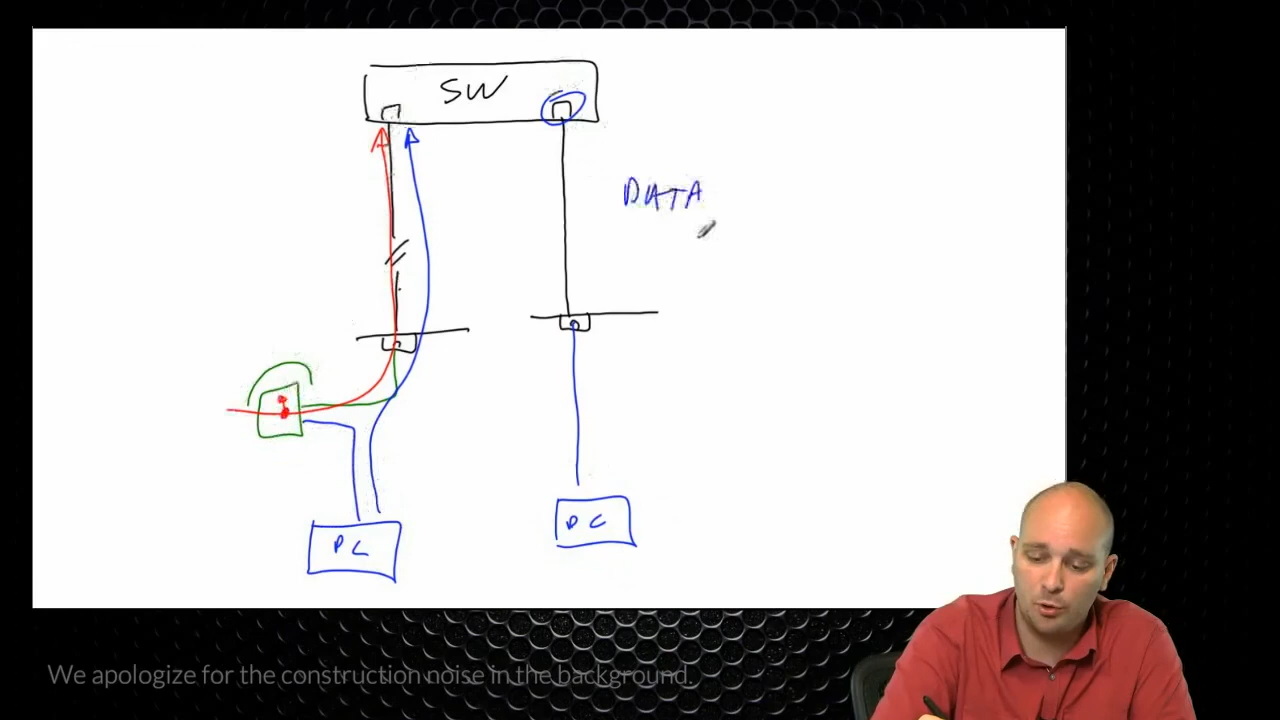 SW
DATA
PC
PC
We apologize for the construction noise in the background.